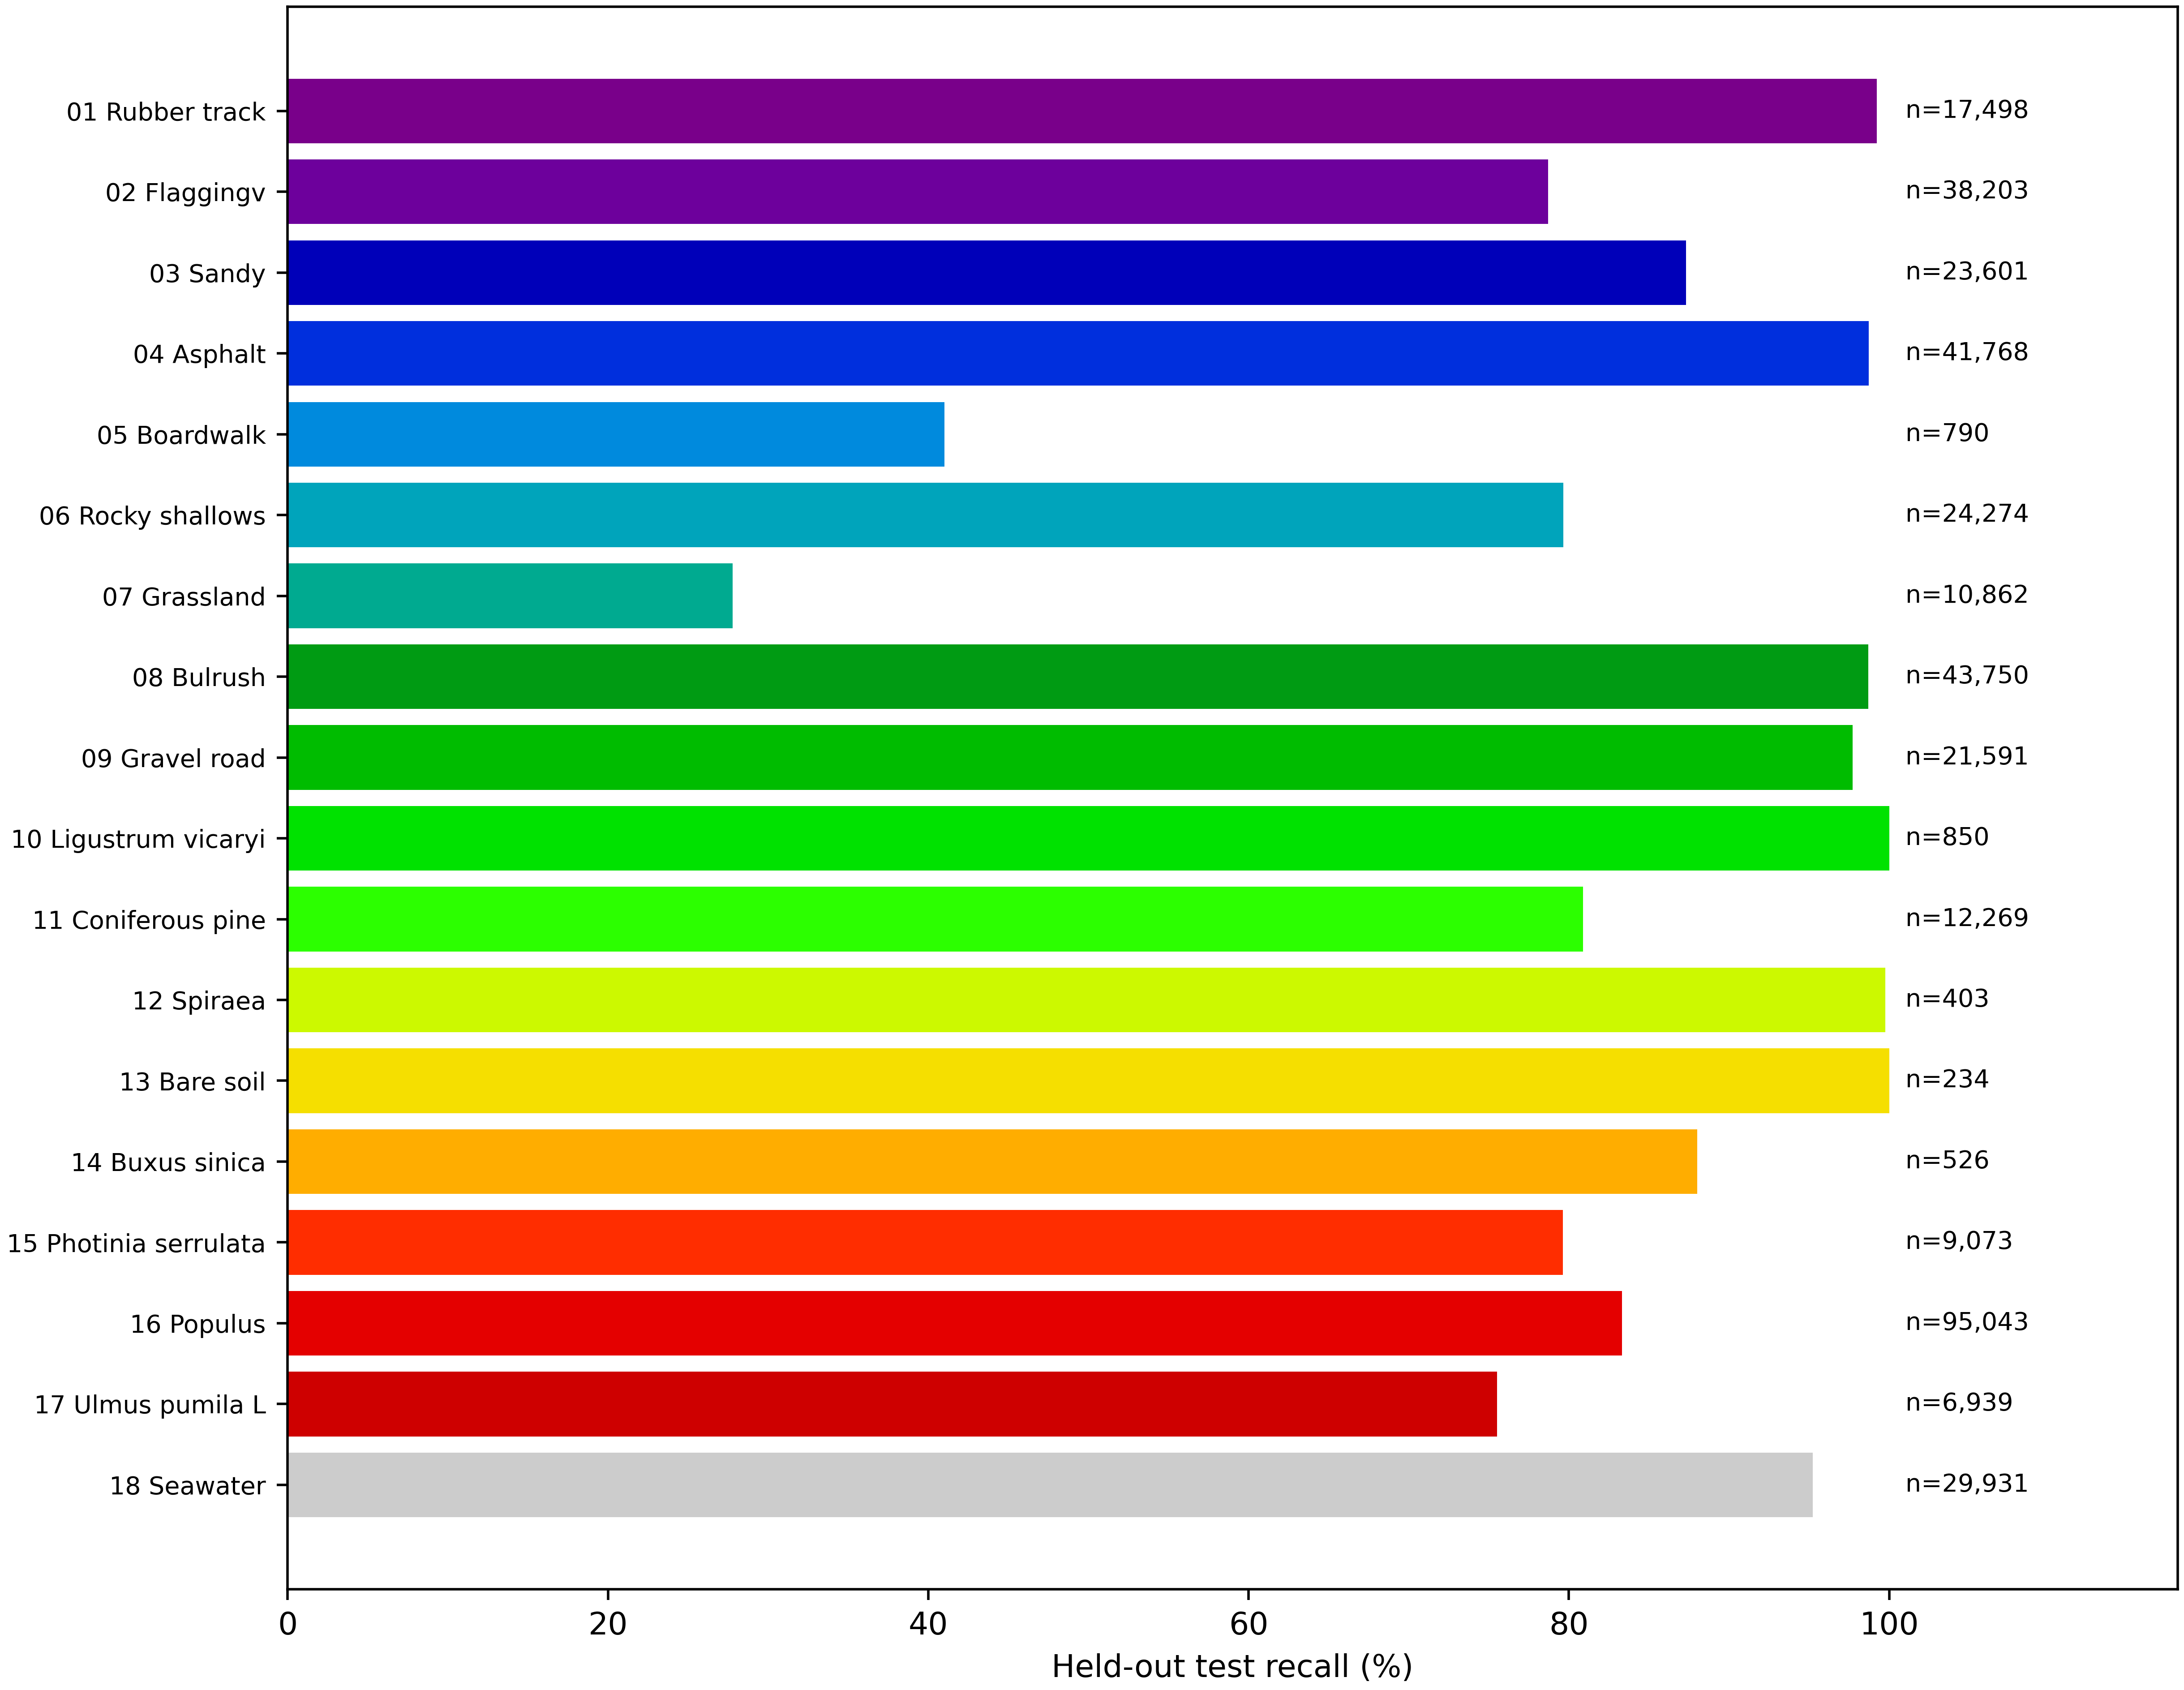 01 Rubber track n=17,498
02 Flaggingv n=38,203
03 Sandy n=23,601
04 Asphalt n=41,768
05 Boardwalk n=790
06 Rocky shallows n=24,274
07 Grassland n=10,862
08 Bulrush n=43,750
09 Gravel road n=21,591
10 Ligustrum vicaryi n=850
11 Coniferous pine n=12,269
12 Spiraea n=403
13 Bare soil n=234
14 Buxus sinica n=526
15 Photinia serrulata n=9,073
16 Populus n=95,043
17 Ulmus pumila L n=6,939
18 Seawater n=29,931
0 20 40 60 80 100
Held-out test recall (%)